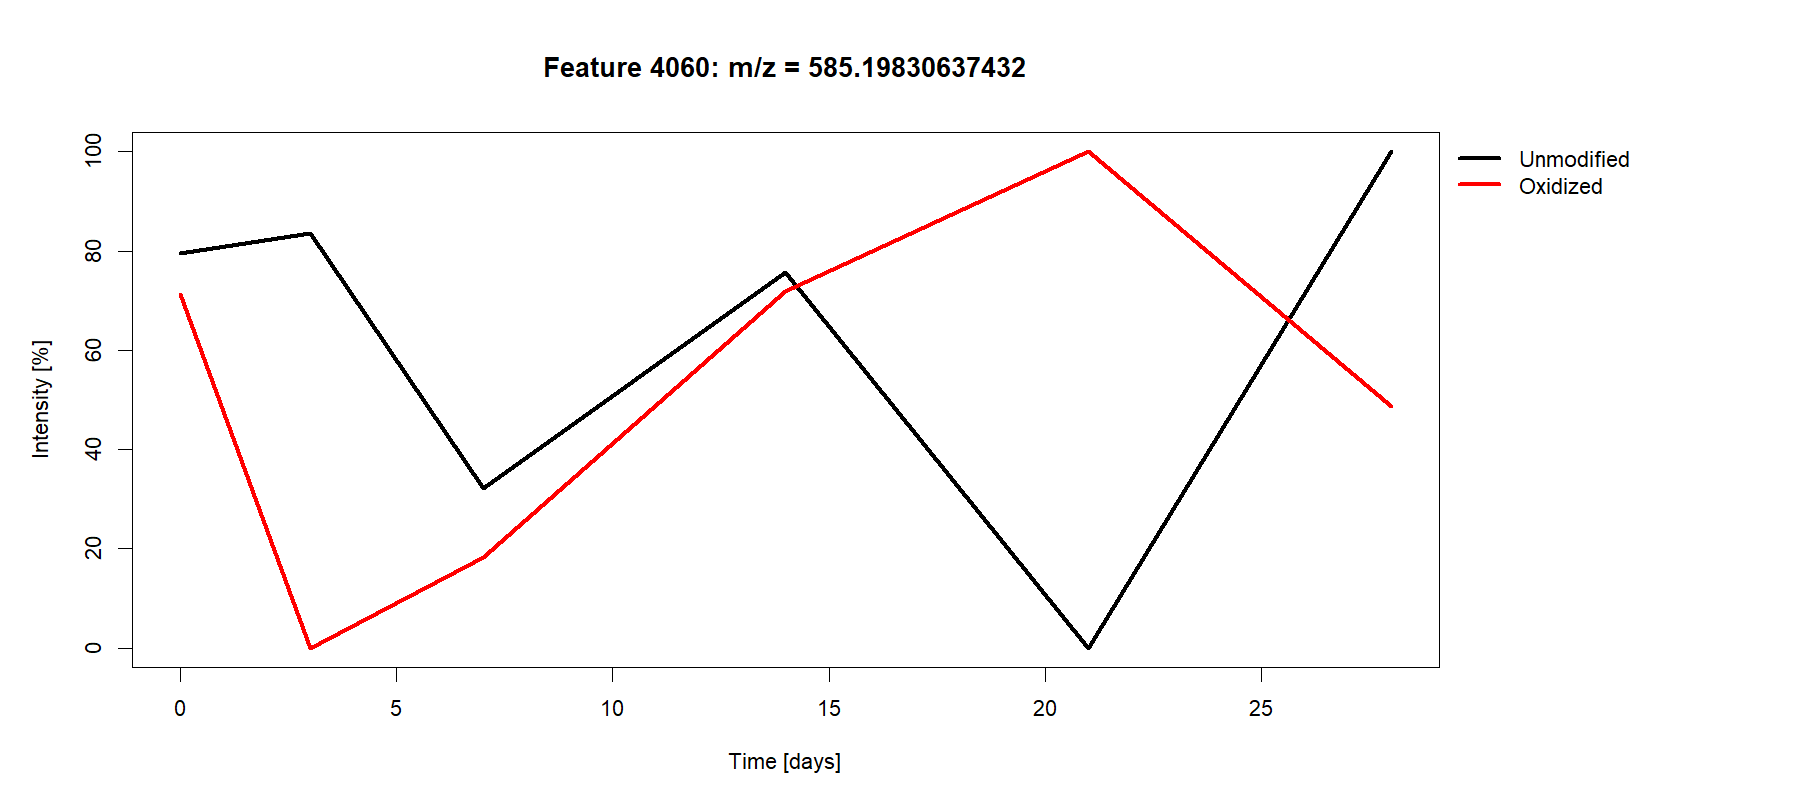 Feature 4060: m/z = 585.19830637432
Unmodified
Oxidized
Intensity [%]
100
80
60
40
20
0
0 5 10 15 20 25
Time [days]